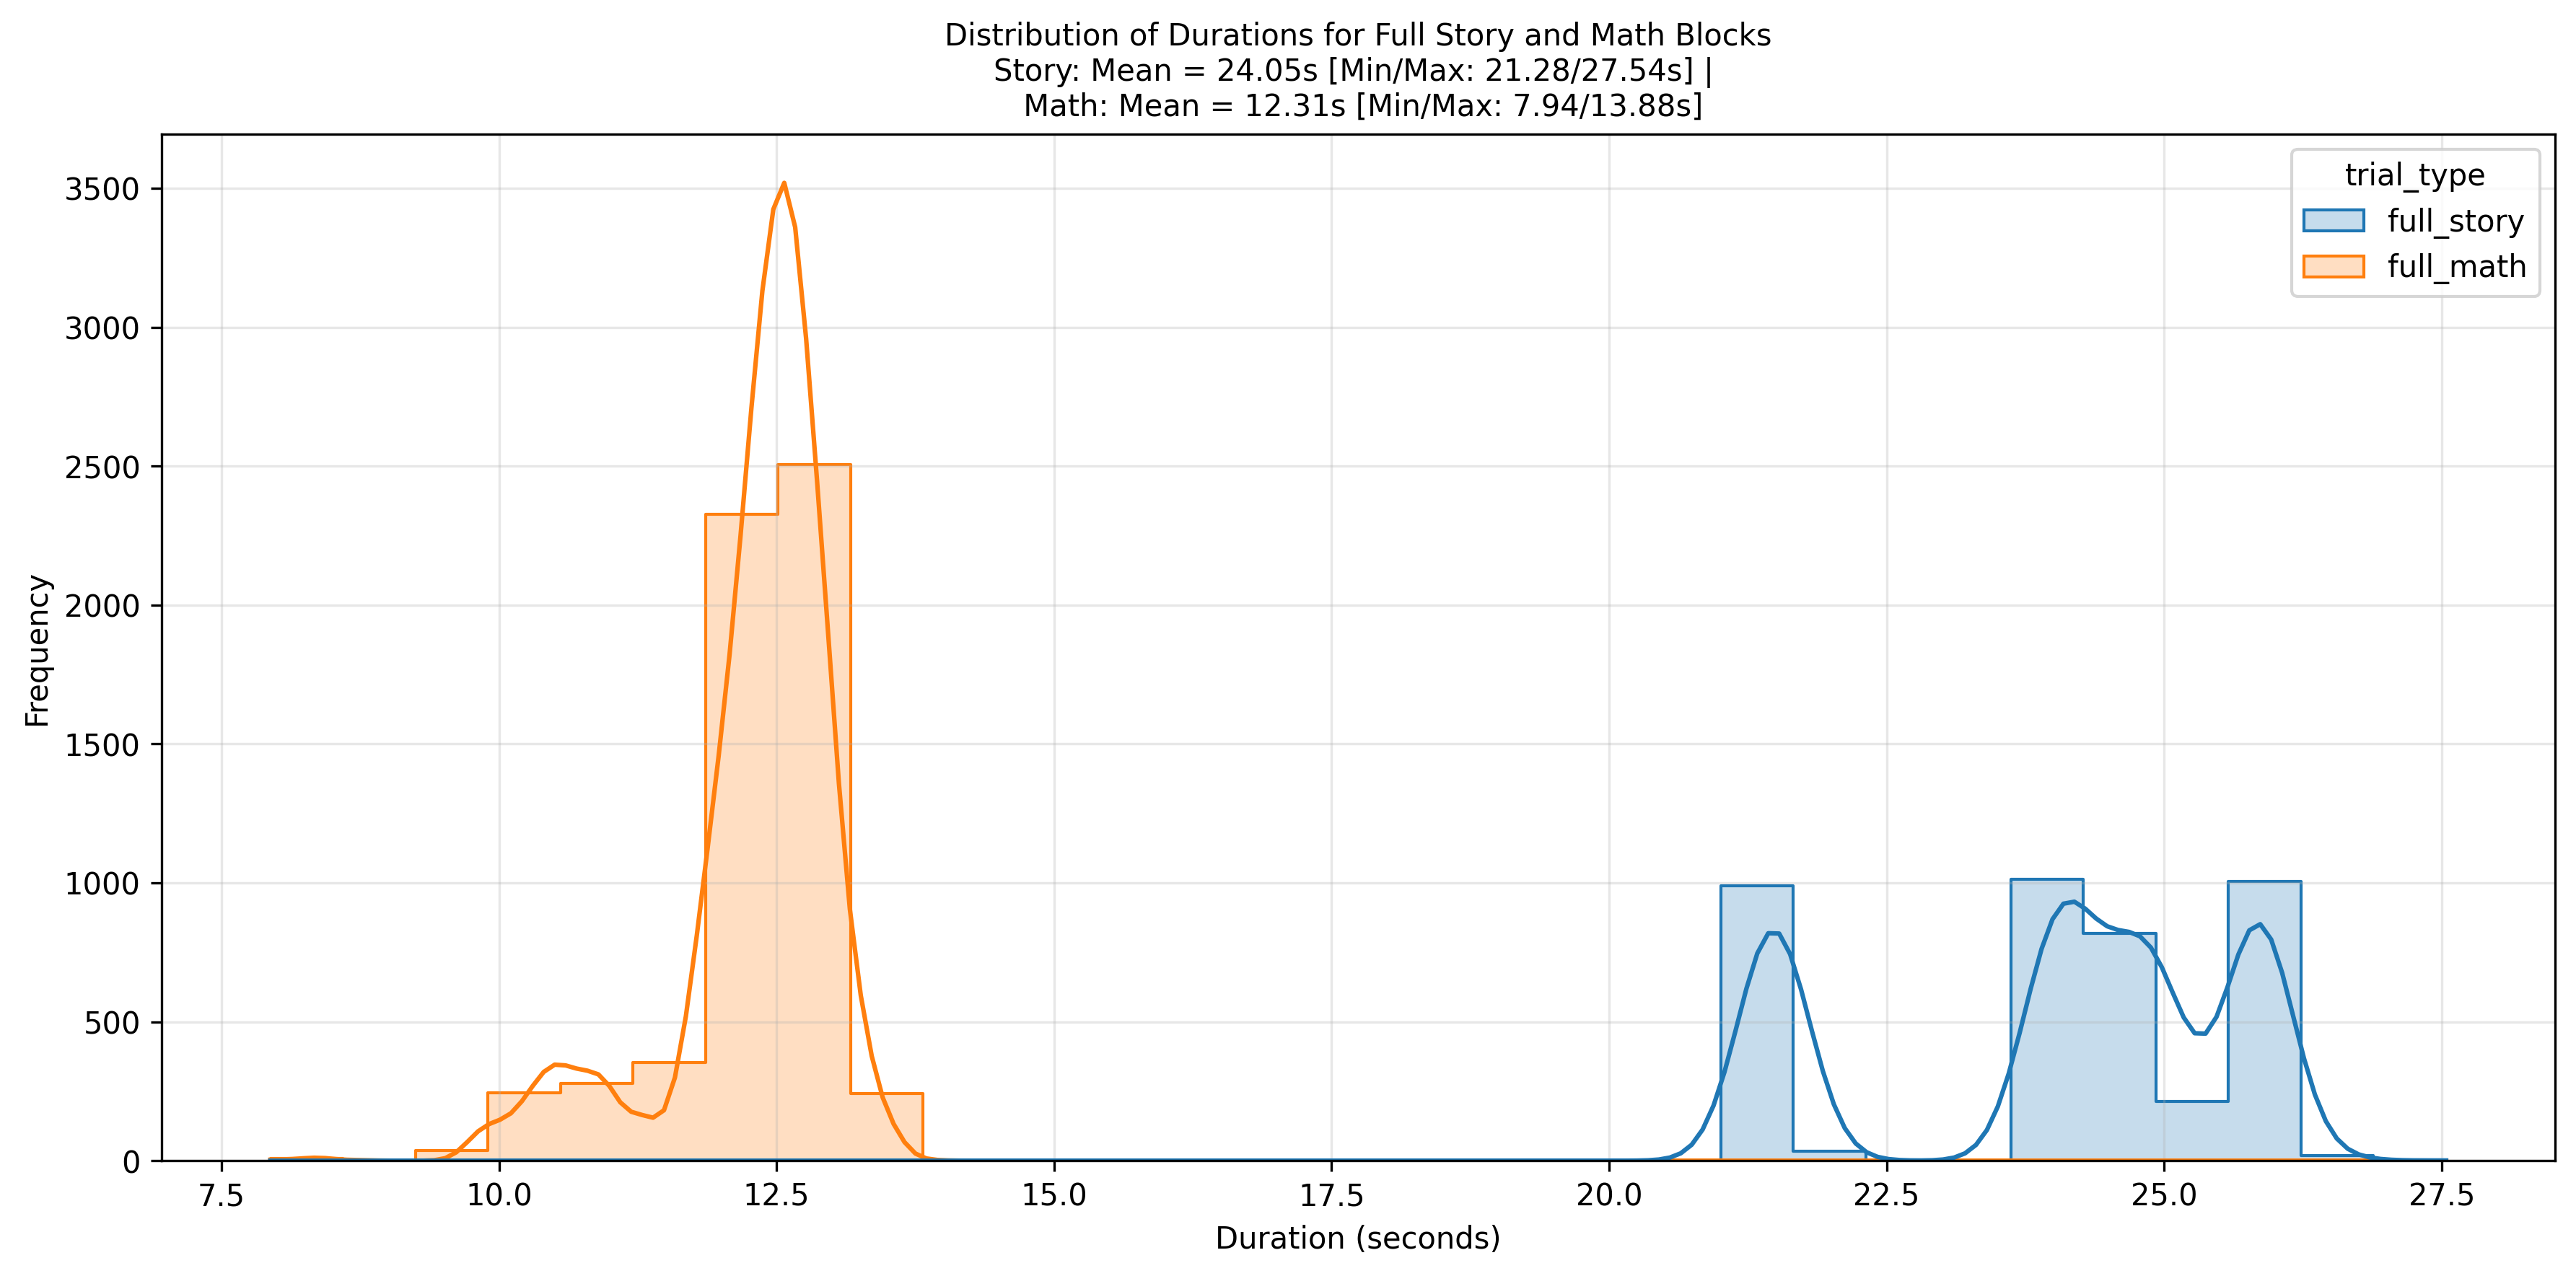 Distribution of Durations for Full Story and Math Blocks
Story: Mean = 24.05s [Min/Max: 21.28/27.54s] |
Math: Mean = 12.31s [Min/Max: 7.94/13.88s]
trial_type
full_story
full_math
3500
3000
2500
2000
1500
1000
500
0
Frequency
7.5 10.0 12.5 15.0 17.5 20.0 22.5 25.0 27.5
Duration (seconds)